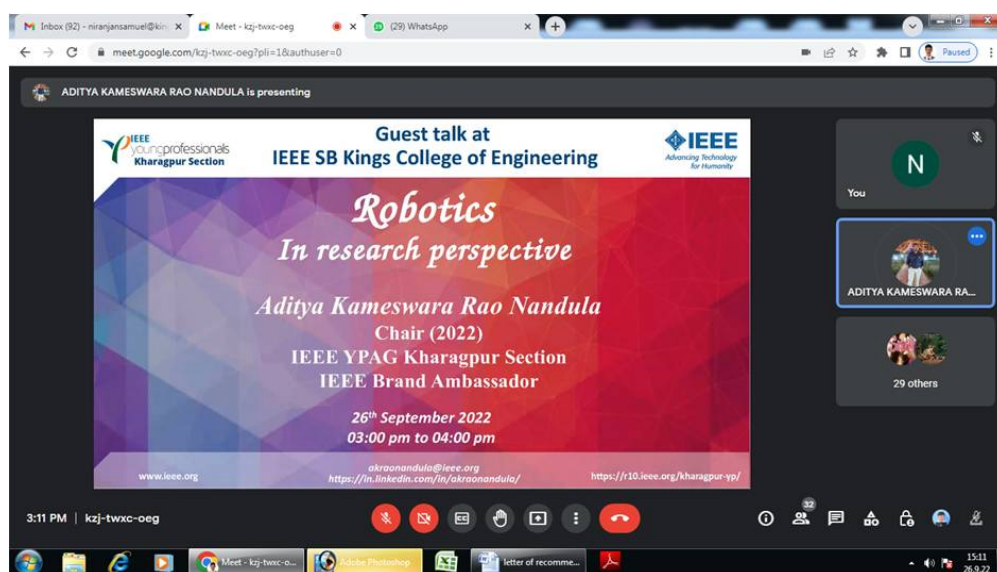 Inbox (92) - niranjansamuel@kin
Meet - kzj-twxc-oeg
(29) WhatsApp
meet.google.com/kzj-twxc-oeg?pli=1&authuser=0
Paused
ADITYA KAMESWARA RAO NANDULA is presenting
IEEE
youngprofessionals
Kharagpur Section
Guest talk at
IEEE SB Kings College of Engineering
IEEE
Advancing Technology
for Humanity
Robotics
In research perspective
Aditya Kameswara Rao Nandula
Chair (2022)
IEEE YPAG Kharagpur Section
IEEE Brand Ambassador
26th September 2022
03:00 pm to 04:00 pm
www.ieee.org
akraonandula@ieee.org
https://in.linkedin.com/in/akraonandula/
https://r10.ieee.org/kharagpur-yp/
N
You
ADITYA KAMESWARA RA...
29 others
3:11 PM | kzj-twxc-oeg
32
Meet - kzj-twxc-o...
Adobe Photoshop
letter of recomme...
15:11
26.9.22